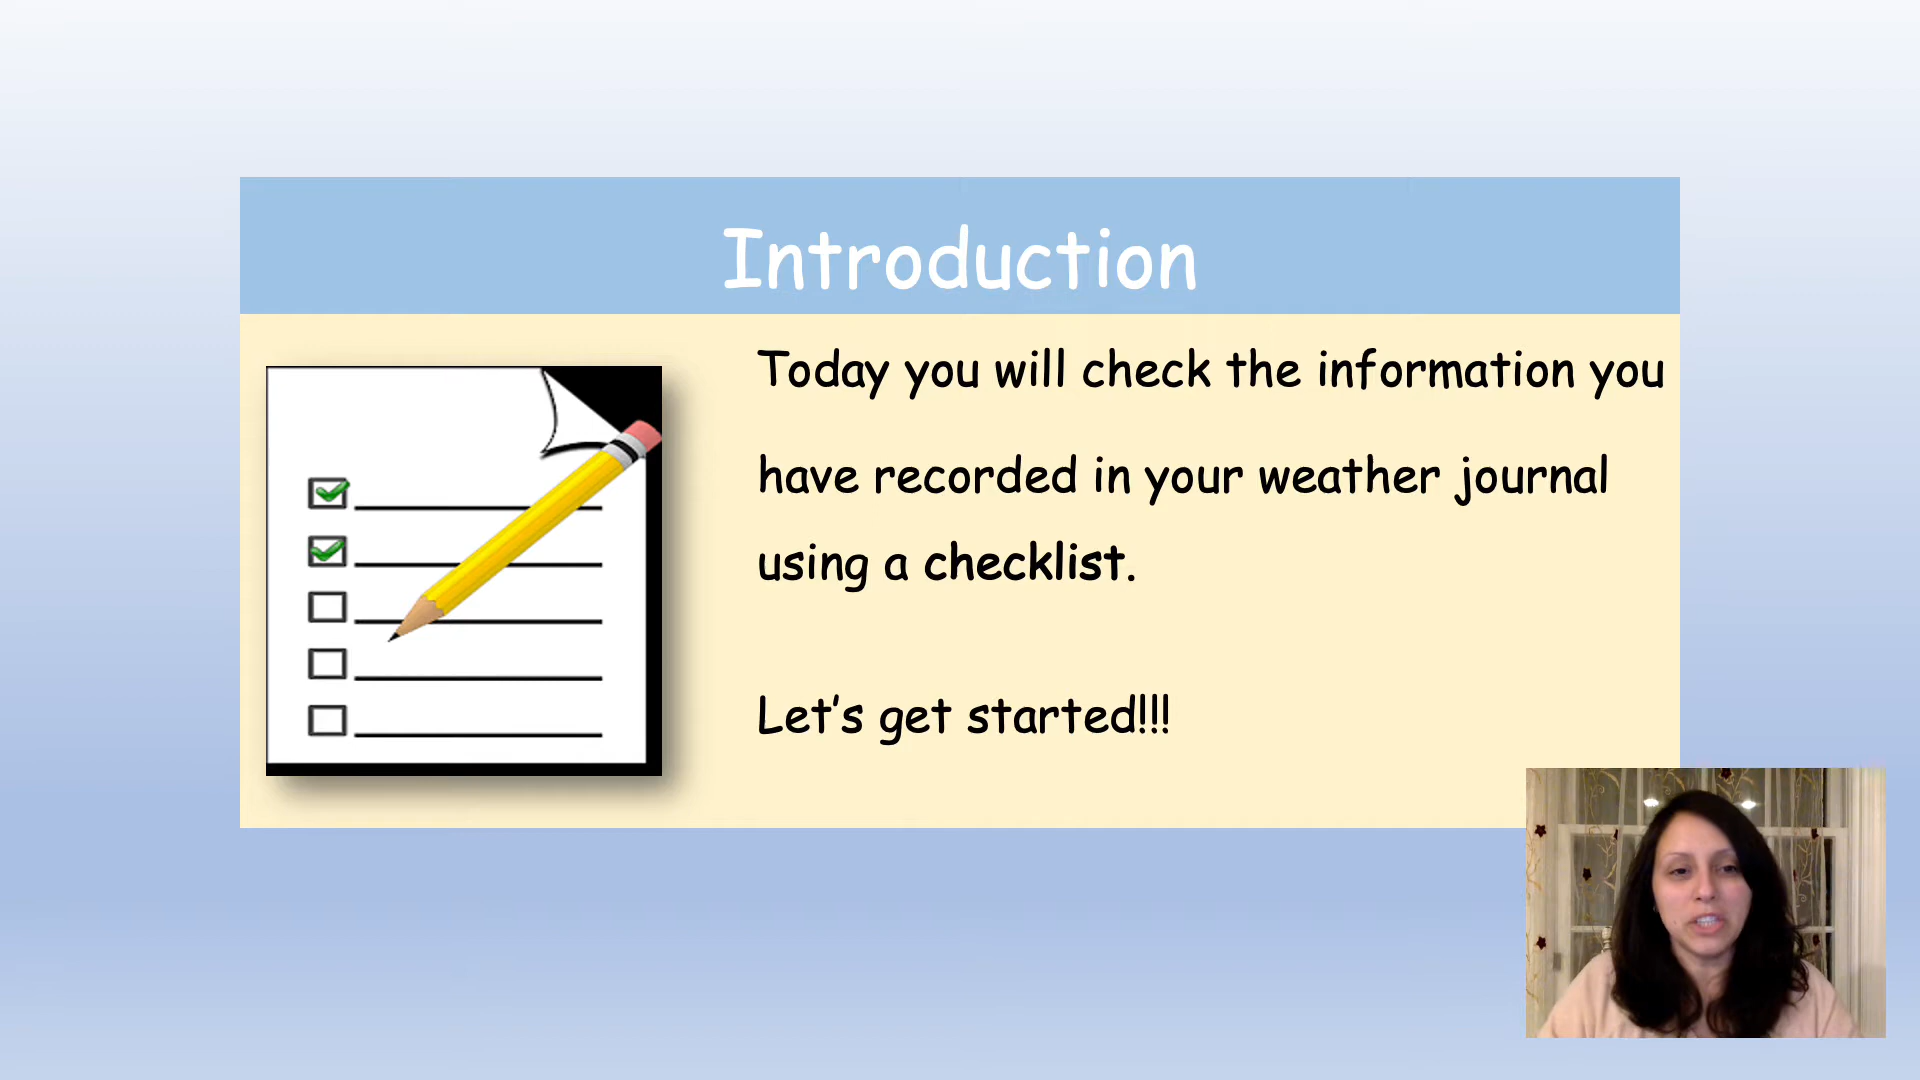 Introduction
Today you will check the information you
have recorded in your weather journal
using a checklist.
Let’s get started!!!